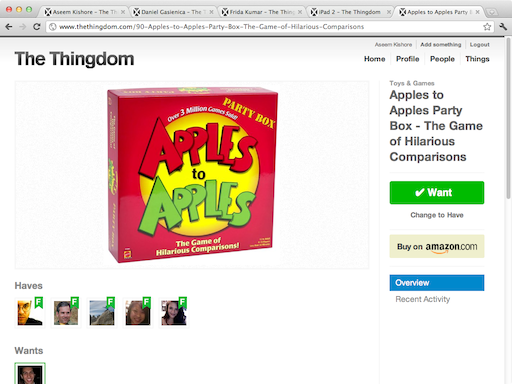 Aseem Kishore - The Th
Daniel Gasienica - The T
Frida Kumar - The Thing
iPad 2 - The Thingdom
Apples to Apples Party B
www.thethingdom.com/90-Apples-to-Apples-Party-Box-The-Game-of-Hilarious-Comparisons
Aseem Kishore
Add something
Logout
The Thingdom
Home
Profile
People
Things
Over 3 Million Games Sold!
PARTY BOX
APPLES
to
APPLES
The Game of
Hilarious Comparisons!
Toys & Games
Apples to
Apples Party
Box - The Game
of Hilarious
Comparisons
✔ Want
Change to Have
Buy on amazon.com
Overview
Recent Activity
Haves
F
F
F
F
F
Wants